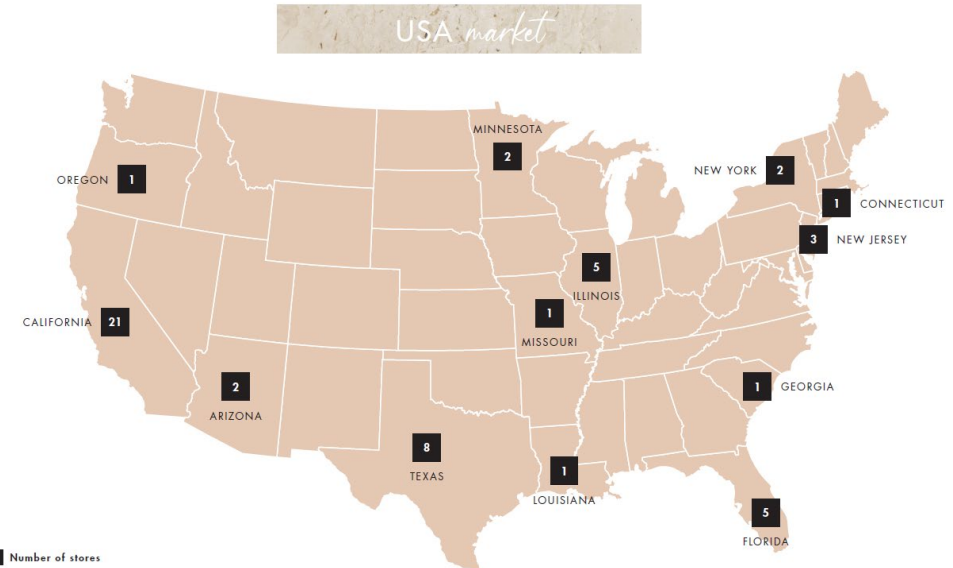 USA market
MINNESOTA
2
OREGON 1
NEW YORK 2
1 CONNECTICUT
3 NEW JERSEY
5
ILLINOIS
CALIFORNIA 21
1
MISSOURI
2
ARIZONA
1 GEORGIA
8
TEXAS
1
LOUISIANA
5
FLORIDA
Number of stores